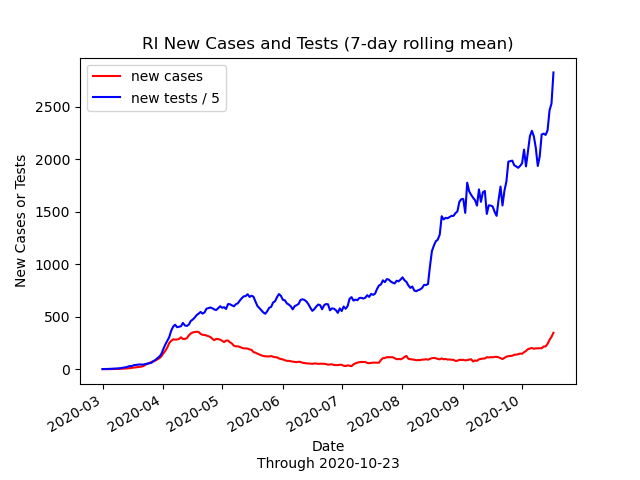 RI New Cases and Tests (7-day rolling mean)
new cases
new tests / 5
New Cases or Tests
2500
2000
1500
1000
500
0
2020-03
2020-04
2020-05
2020-06
2020-07
2020-08
2020-09
2020-10
Date
Through 2020-10-23